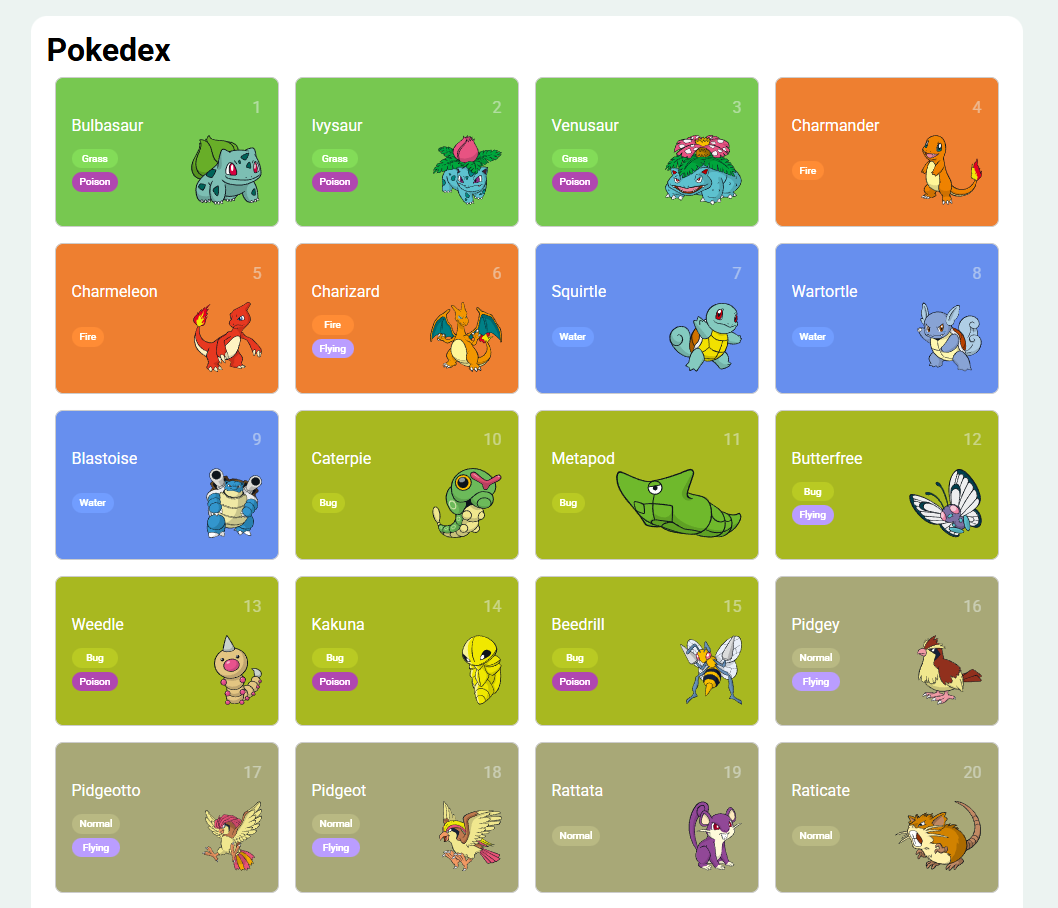 Pokedex
1
Bulbasaur
Grass
Poison
2
Ivysaur
Grass
Poison
3
Venusaur
Grass
Poison
4
Charmander
Fire
5
Charmeleon
Fire
6
Charizard
Fire
Flying
7
Squirtle
Water
8
Wartortle
Water
9
Blastoise
Water
10
Caterpie
Bug
11
Metapod
Bug
12
Butterfree
Bug
Flying
13
Weedle
Bug
Poison
14
Kakuna
Bug
Poison
15
Beedrill
Bug
Poison
16
Pidgey
Normal
Flying
17
Pidgeotto
Normal
Flying
18
Pidgeot
Normal
Flying
19
Rattata
Normal
20
Raticate
Normal